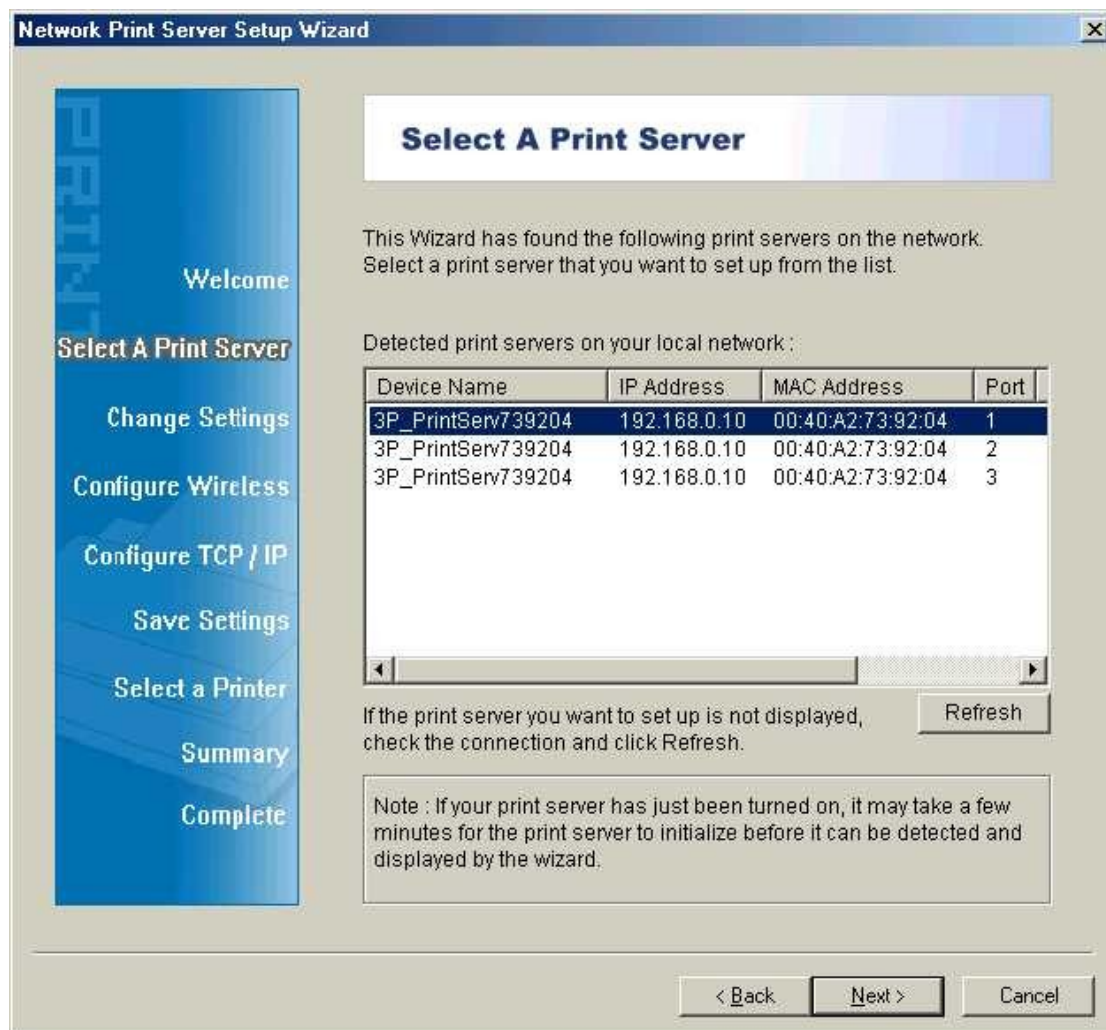 Network Print Server Setup Wizard
PRINT
Welcome
Select A Print Server
Change Settings
Configure Wireless
Configure TCP / IP
Save Settings
Select a Printer
Summary
Complete
Select A Print Server
This Wizard has found the following print servers on the network.
Select a print server that you want to set up from the list.
Detected print servers on your local network :
Device Name IP Address MAC Address Port
3P_PrintServ739204 192.168.0.10 00:40:A2:73:92:04 1
3P_PrintServ739204 192.168.0.10 00:40:A2:73:92:04 2
3P_PrintServ739204 192.168.0.10 00:40:A2:73:92:04 3
If the print server you want to set up is not displayed,
check the connection and click Refresh.
Refresh
Note : If your print server has just been turned on, it may take a few
minutes for the print server to initialize before it can be detected and
displayed by the wizard.
< Back
Next >
Cancel